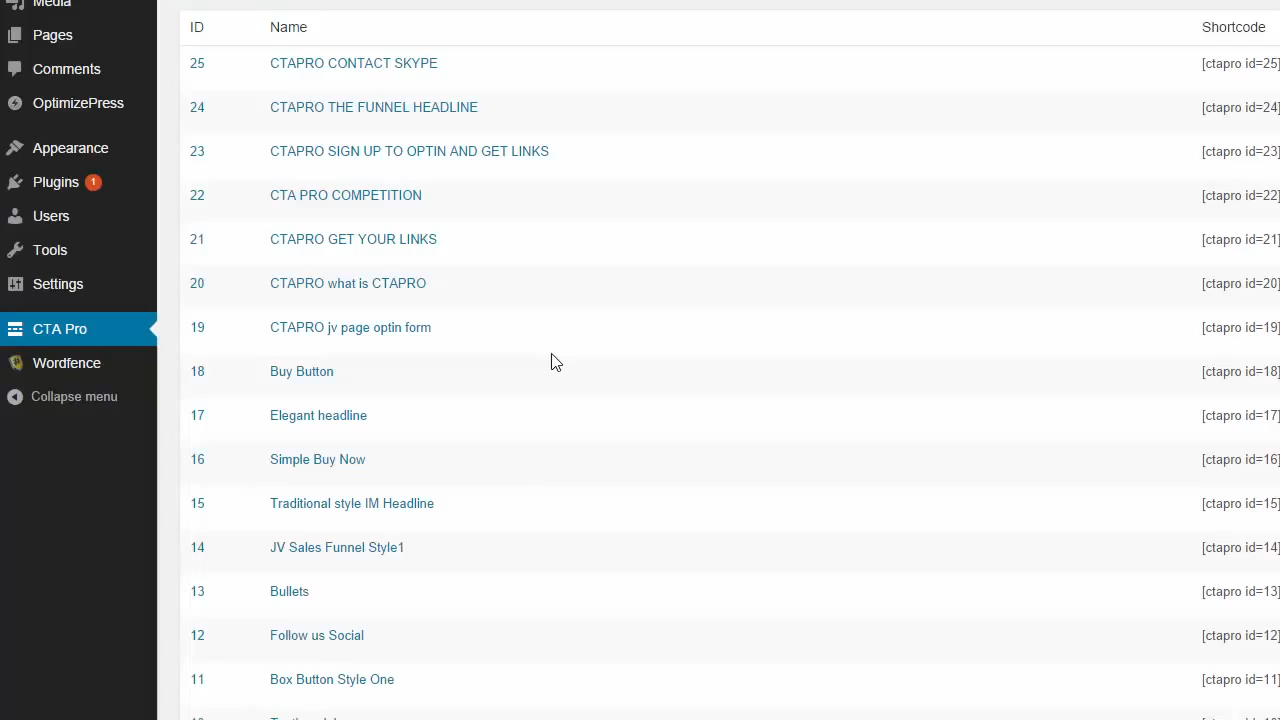 Media
Pages
Comments
OptimizePress
Appearance
Plugins 1
Users
Tools
Settings
CTA Pro
Wordfence
Collapse menu
ID Name Shortcode
25 CTAPRO CONTACT SKYPE [ctapro id=25]
24 CTAPRO THE FUNNEL HEADLINE [ctapro id=24]
23 CTAPRO SIGN UP TO OPTIN AND GET LINKS [ctapro id=23]
22 CTA PRO COMPETITION [ctapro id=22]
21 CTAPRO GET YOUR LINKS [ctapro id=21]
20 CTAPRO what is CTAPRO [ctapro id=20]
19 CTAPRO jv page optin form [ctapro id=19]
18 Buy Button [ctapro id=18]
17 Elegant headline [ctapro id=17]
16 Simple Buy Now [ctapro id=16]
15 Traditional style IM Headline [ctapro id=15]
14 JV Sales Funnel Style1 [ctapro id=14]
13 Bullets [ctapro id=13]
12 Follow us Social [ctapro id=12]
11 Box Button Style One [ctapro id=11]